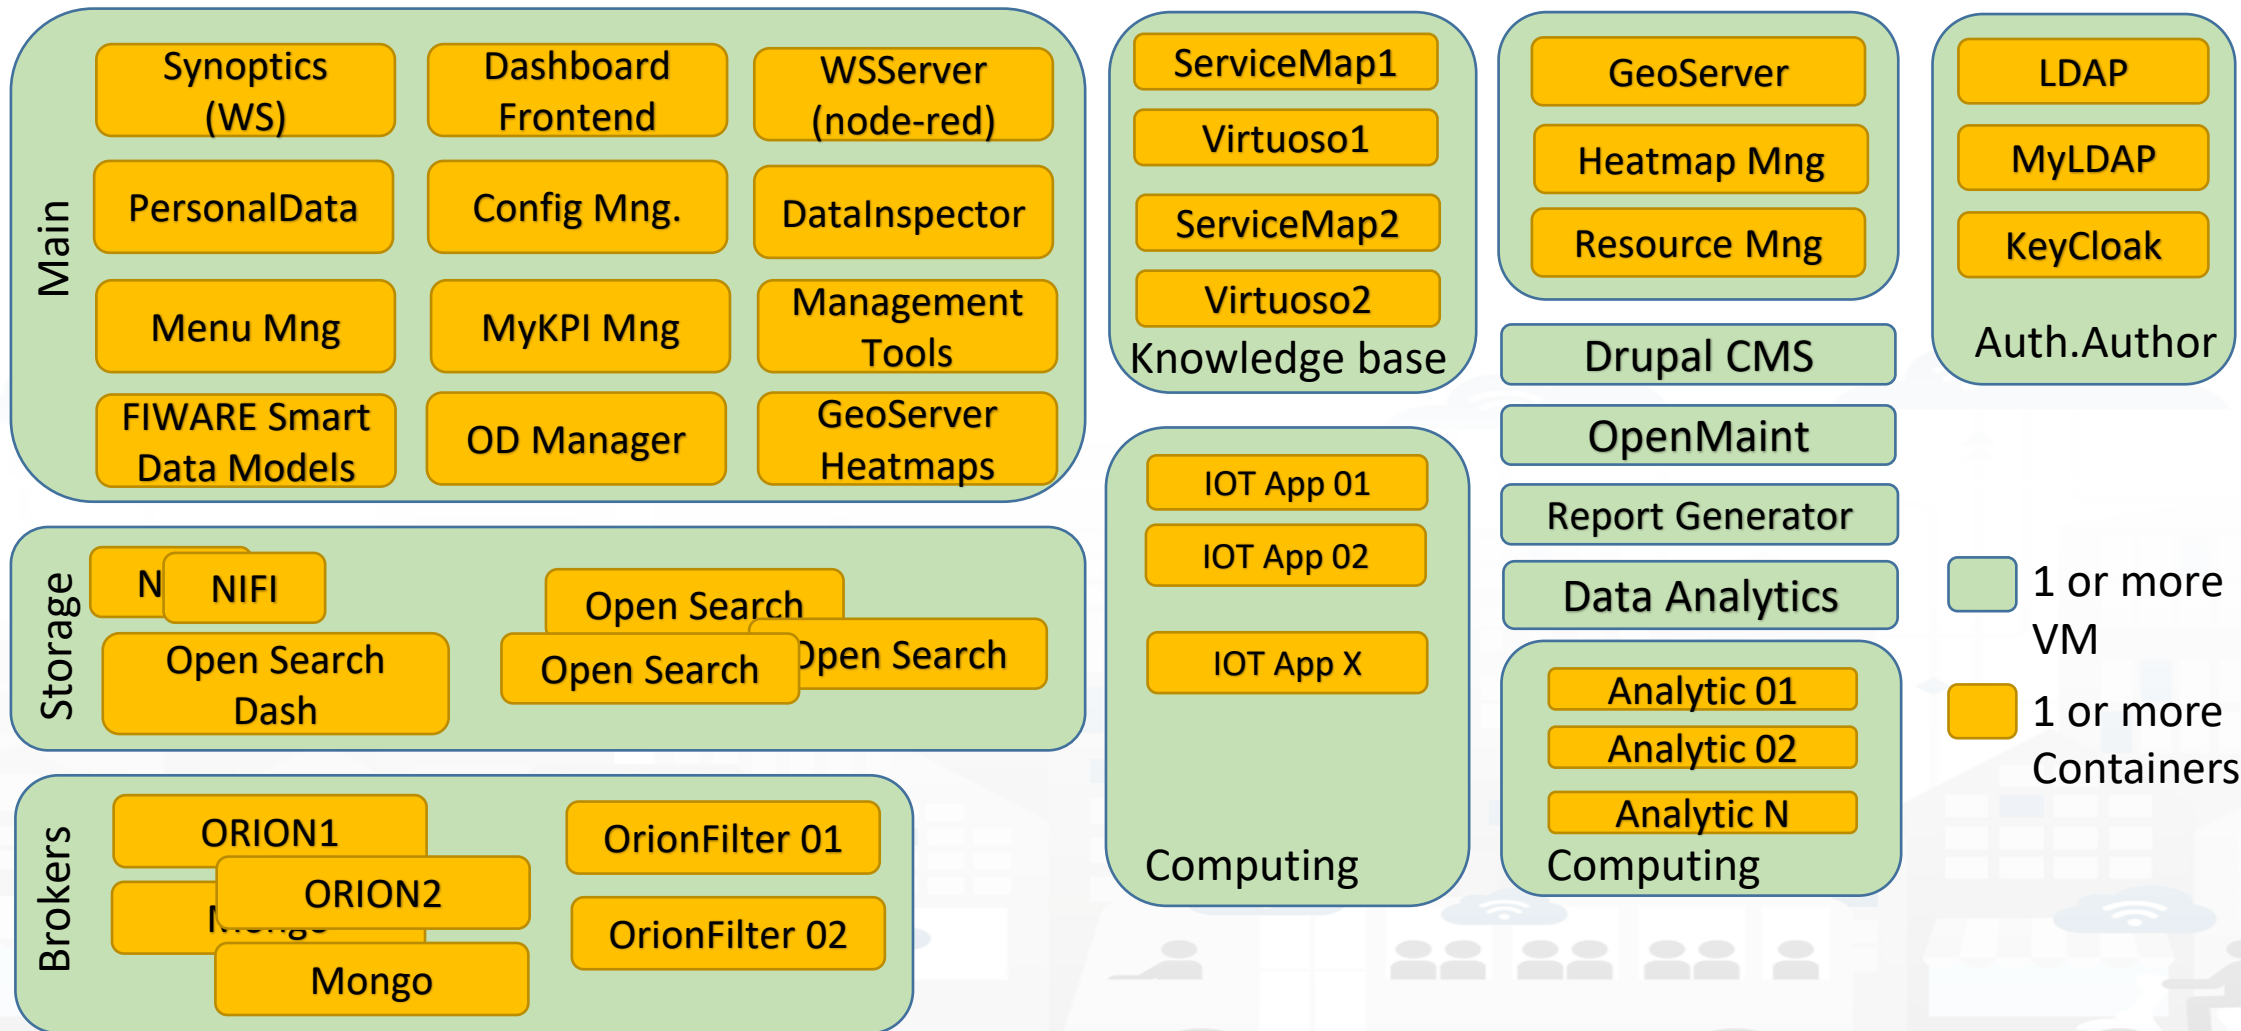 Main
Synoptics
(WS)
Dashboard
Frontend
WSServer
(node-red)
PersonalData
Config Mng.
DataInspector
Menu Mng
MyKPI Mng
Management
Tools
FIWARE Smart
Data Models
OD Manager
GeoServer
Heatmaps
Storage
N
NIFI
Open Search
Dash
Open Search
Open Search
Open Search
Brokers
ORION1
ORION2
Mongo
Mongo
OrionFilter 01
OrionFilter 02
ServiceMap1
Virtuoso1
ServiceMap2
Virtuoso2
Knowledge base
IOT App 01
IOT App 02
IOT App X
Computing
GeoServer
Heatmap Mng
Resource Mng
Drupal CMS
OpenMaint
Report Generator
Data Analytics
Analytic 01
Analytic 02
Analytic N
Computing
LDAP
MyLDAP
KeyCloak
Auth.Author
1 or more
VM
1 or more
Containers